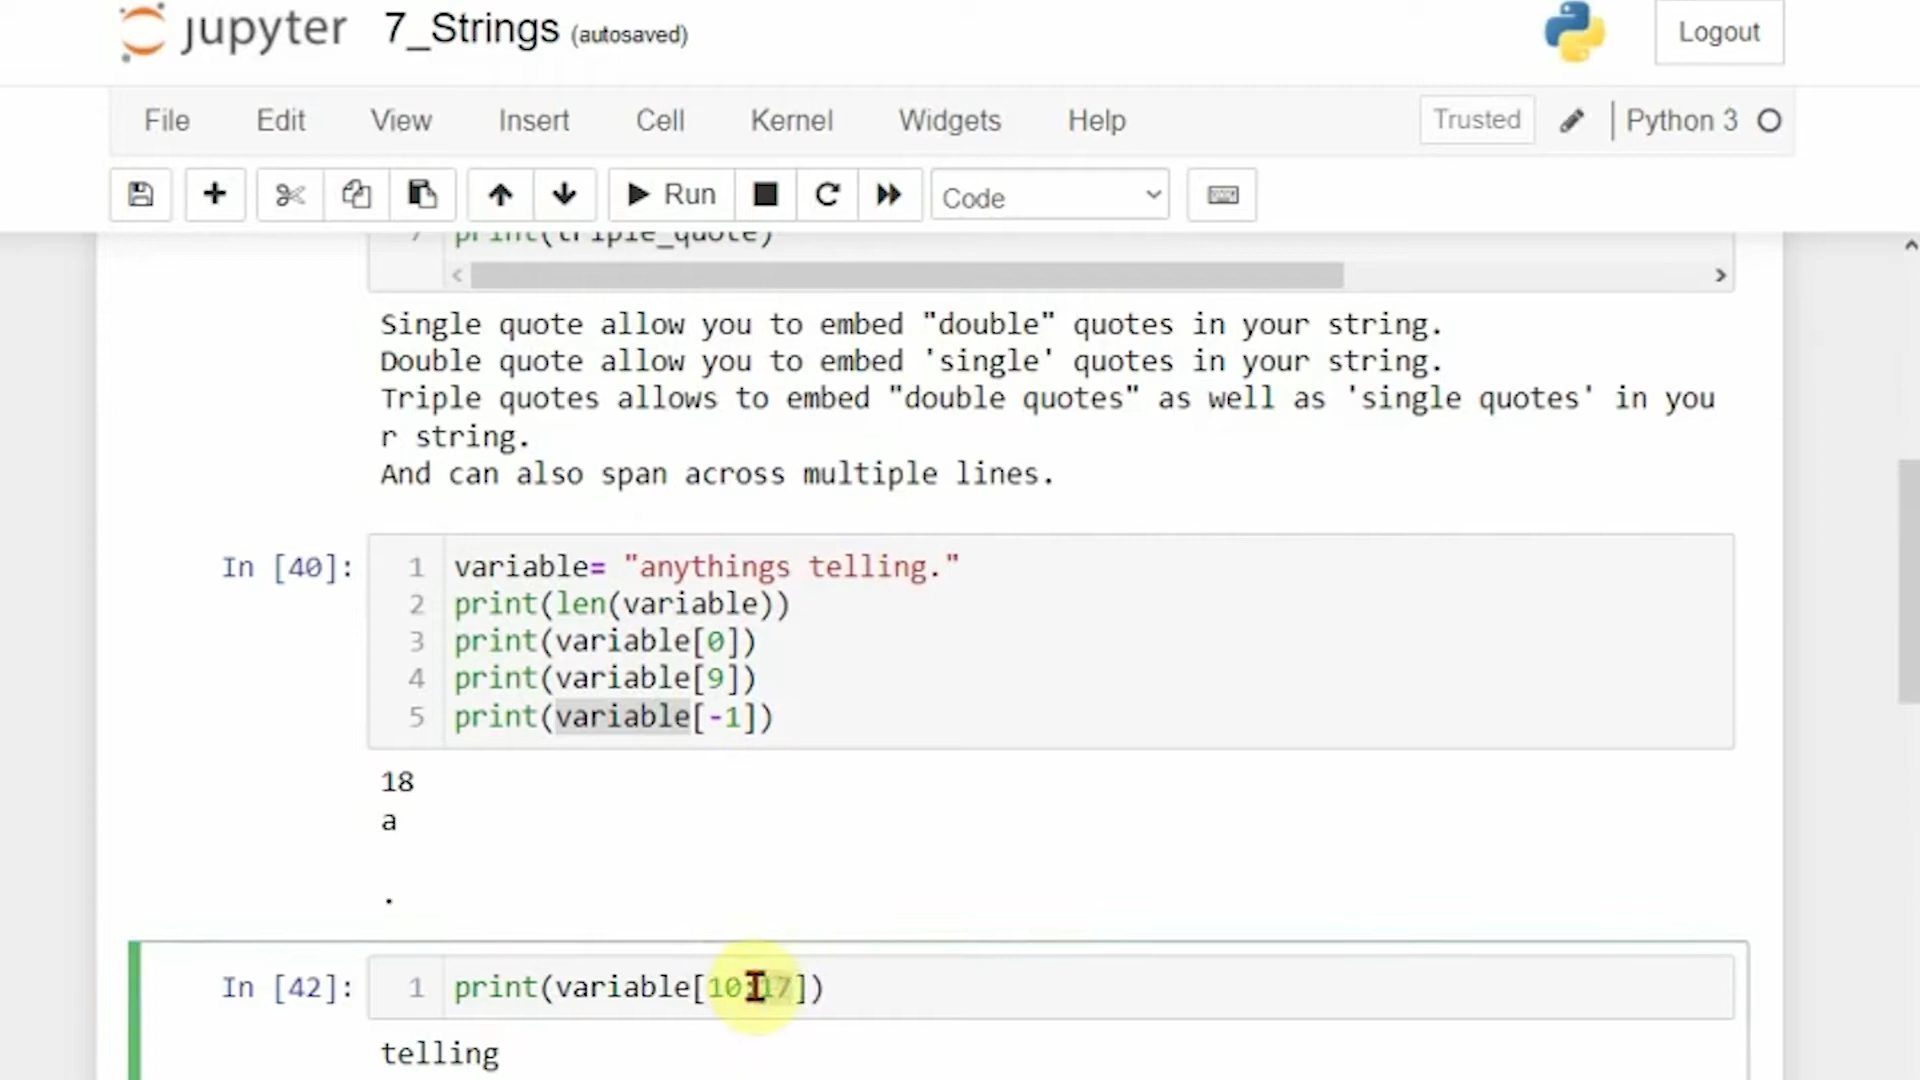 jupyter 7_Strings (autosaved) Logout
File Edit View Insert Cell Kernel Widgets Help Trusted Python 3
Run Code
7 print(triple_quote)
Single quote allow you to embed "double" quotes in your string.
Double quote allow you to embed 'single' quotes in your string.
Triple quotes allows to embed "double quotes" as well as 'single quotes' in you
r string.
And can also span across multiple lines.
In [40]: 1 variable= "anythings telling."
2 print(len(variable))
3 print(variable[0])
4 print(variable[9])
5 print(variable[-1])
18
a
.
In [42]: 1 print(variable[10:17])
telling